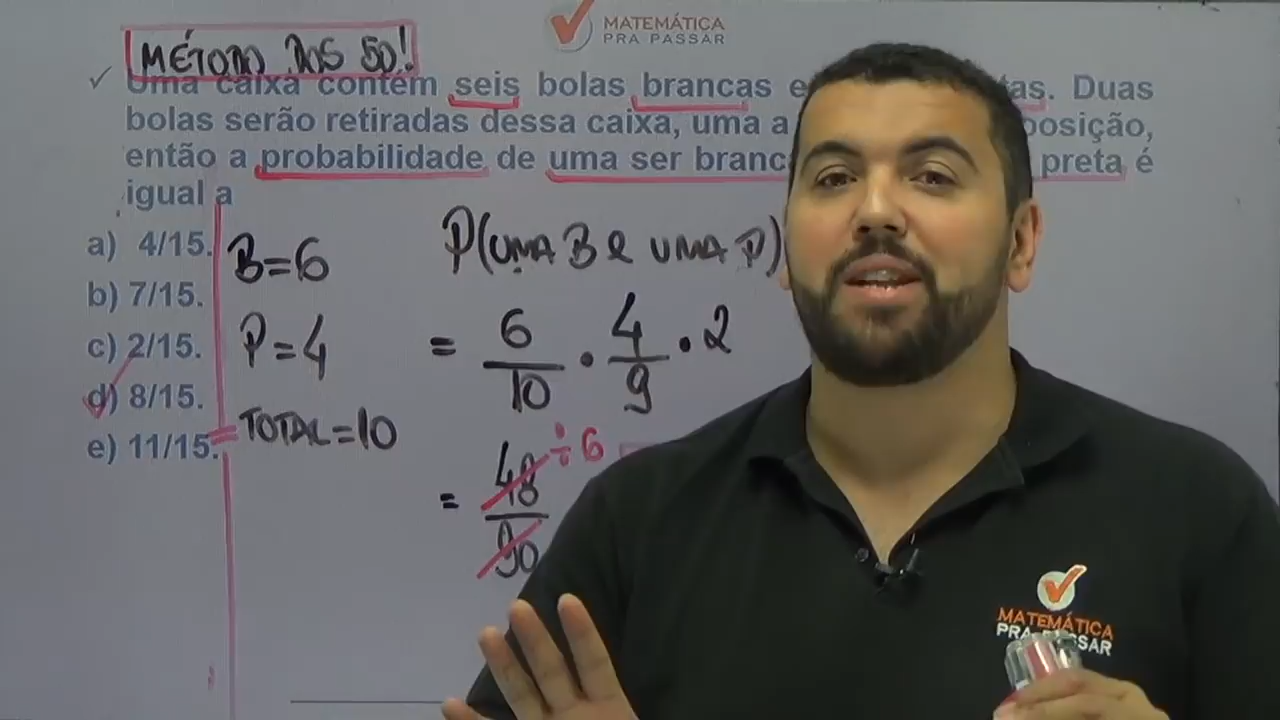 MATEMÁTICA
PRA PASSAR
MÉTODO DOS 50!
✓ Uma caixa contém seis bolas brancas e tas. Duas
bolas serão retiradas dessa caixa, uma a posição,
então a probabilidade de uma ser branca preta é
igual a
a) 4/15.
b) 7/15.
c) 2/15.
d) 8/15.
e) 11/15.
B=6
P=4
TOTAL=10
P(UMA B e UMA P)
= 6/10 · 4/9 · 2
= 48/90 ÷6
MATEMÁTICA
PRA PASSAR